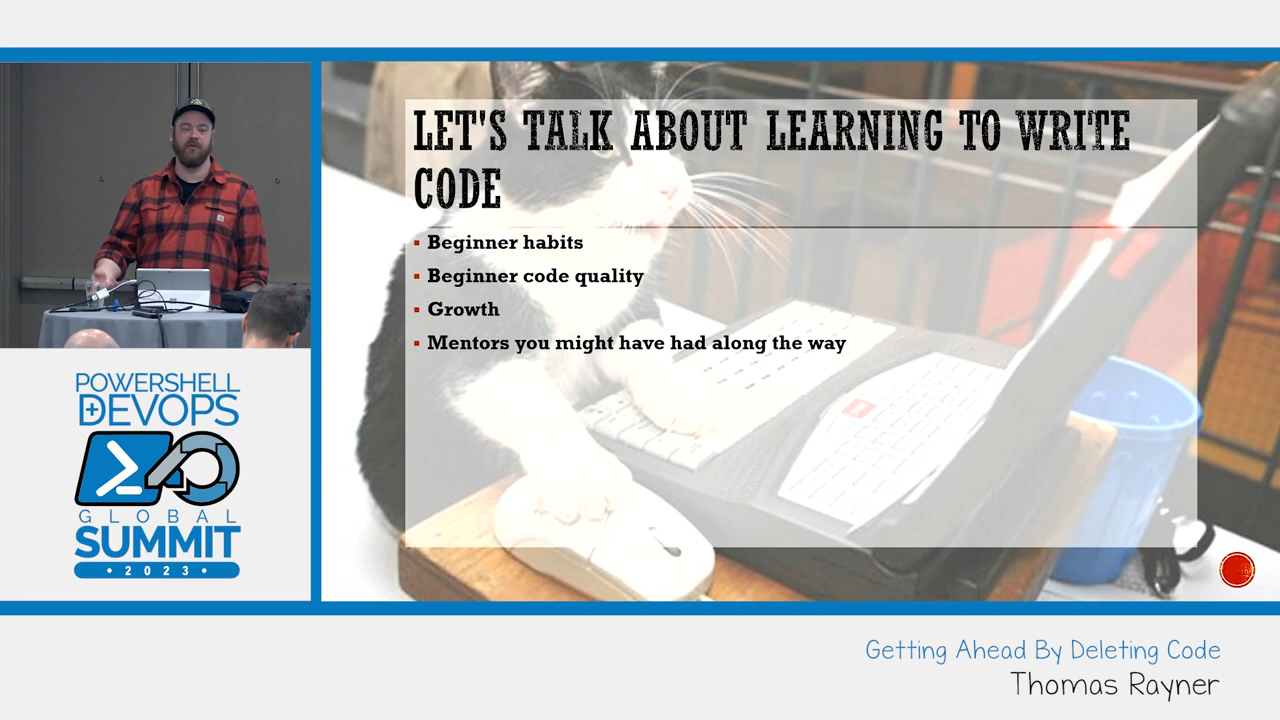 LET'S TALK ABOUT LEARNING TO WRITE
CODE
Beginner habits
Beginner code quality
Growth
Mentors you might have had along the way
POWERSHELL
+DEVOPS
GLOBAL
SUMMIT
• 2023 •
Getting Ahead By Deleting Code
Thomas Rayner